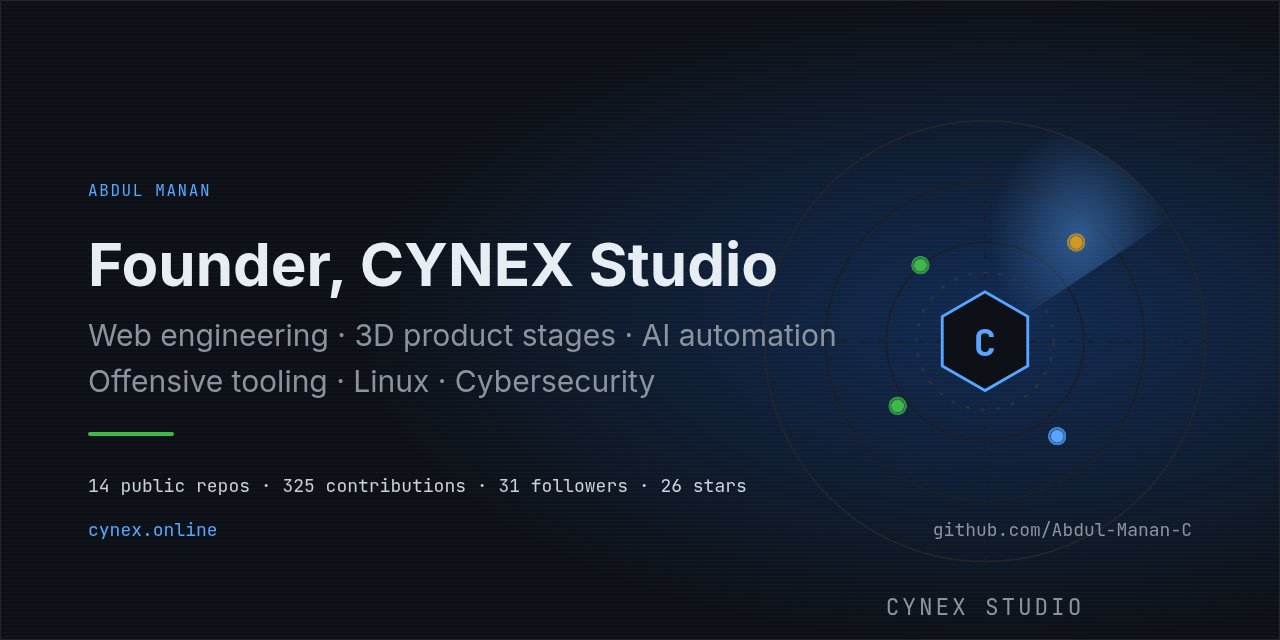 ABDUL MANAN
Founder, CYNEX Studio
Web engineering · 3D product stages · AI automation
Offensive tooling · Linux · Cybersecurity
C
14 public repos · 325 contributions · 31 followers · 26 stars
cynex.online
github.com/Abdul-Manan-C
CYNEX STUDIO